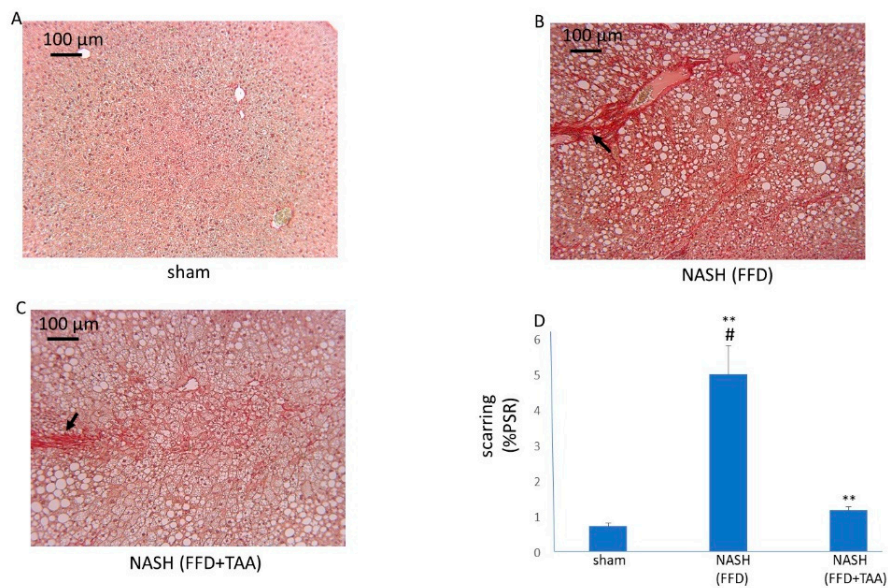 A
100 μm
sham
B
100 μm
NASH (FFD)
C
100 μm
NASH (FFD+TAA)
D
scarring
(%PSR)
6
5
4
3
2
1
0
**
#
**
sham
NASH
(FFD)
NASH
(FFD+TAA)